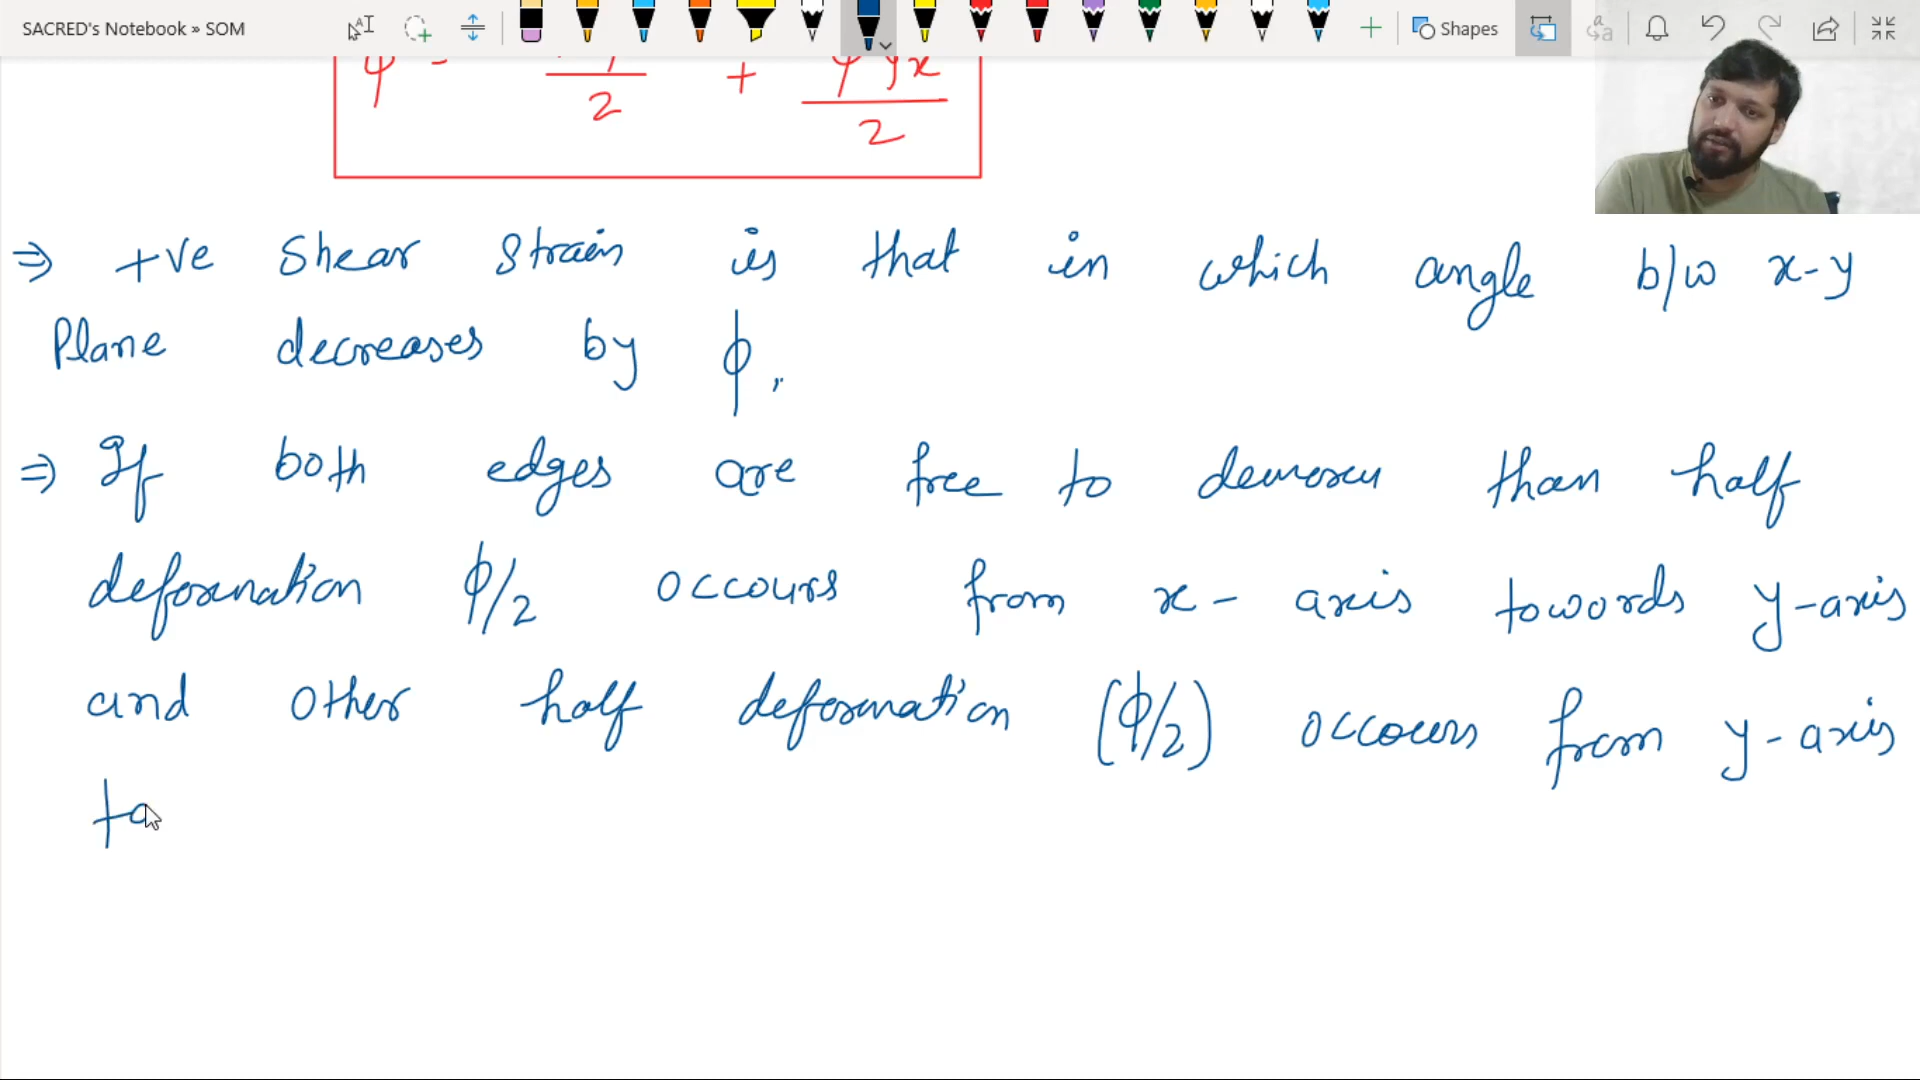 SACRED's Notebook » SOM
Shapes
φ = 2 + φyx 2
⇒ +ve Shear Strain is that in which angle b/w x-y
Plane decreases by φ.
⇒ If both edges are free to than half
deformation φ/2 occours from x- axis towords y-axis
and other half deformation (φ/2) occours from y-axis
to